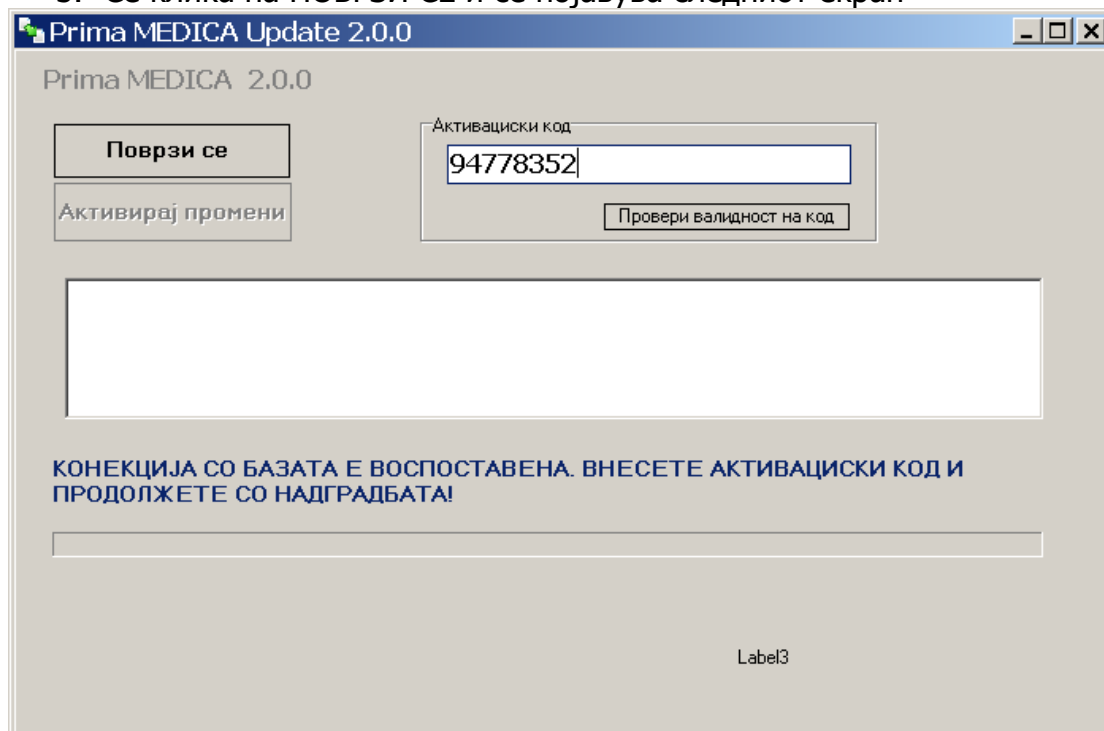 Prima MEDICA Update 2.0.0
Prima MEDICA 2.0.0
Поврзи се
Активирај промени
Активациски код
94778352
Провери валидност на код
КОНЕКЦИЈА СО БАЗАТА Е ВОСПОСТАВЕНА. ВНЕСЕТЕ АКТИВАЦИСКИ КОД И
ПРОДОЛЖЕТЕ СО НАДГРАДБАТА!
Label3